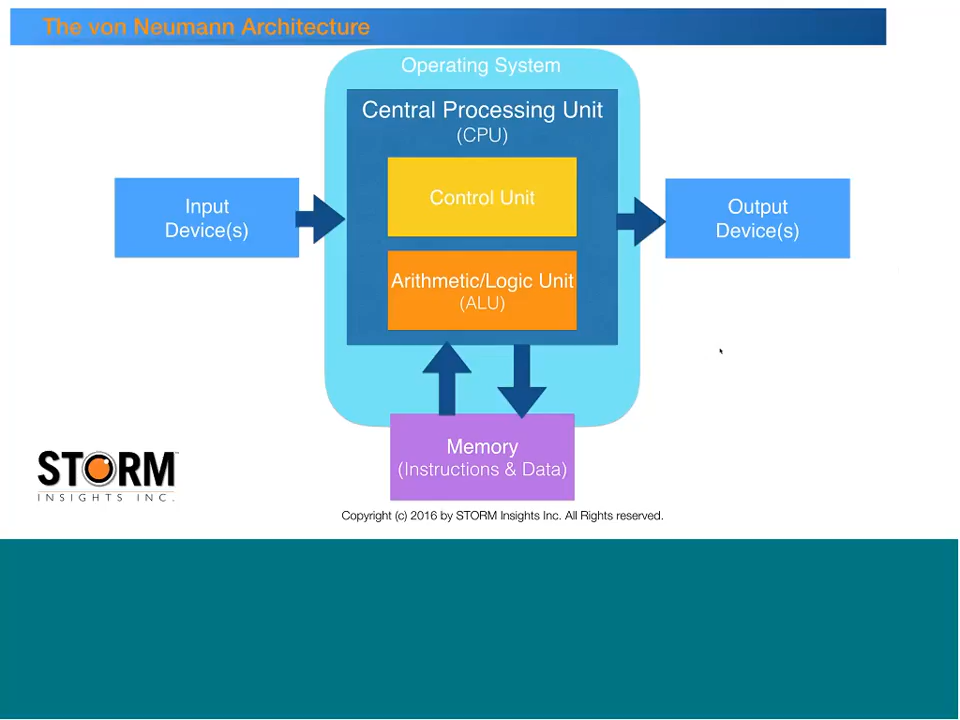 The von Neumann Architecture
Operating System
Central Processing Unit
(CPU)
Control Unit
Input
Device(s)
Output
Device(s)
Arithmetic/Logic Unit
(ALU)
Memory
(Instructions & Data)
STORM
INSIGHTS INC.
Copyright (c) 2016 by STORM Insights Inc. All Rights reserved.